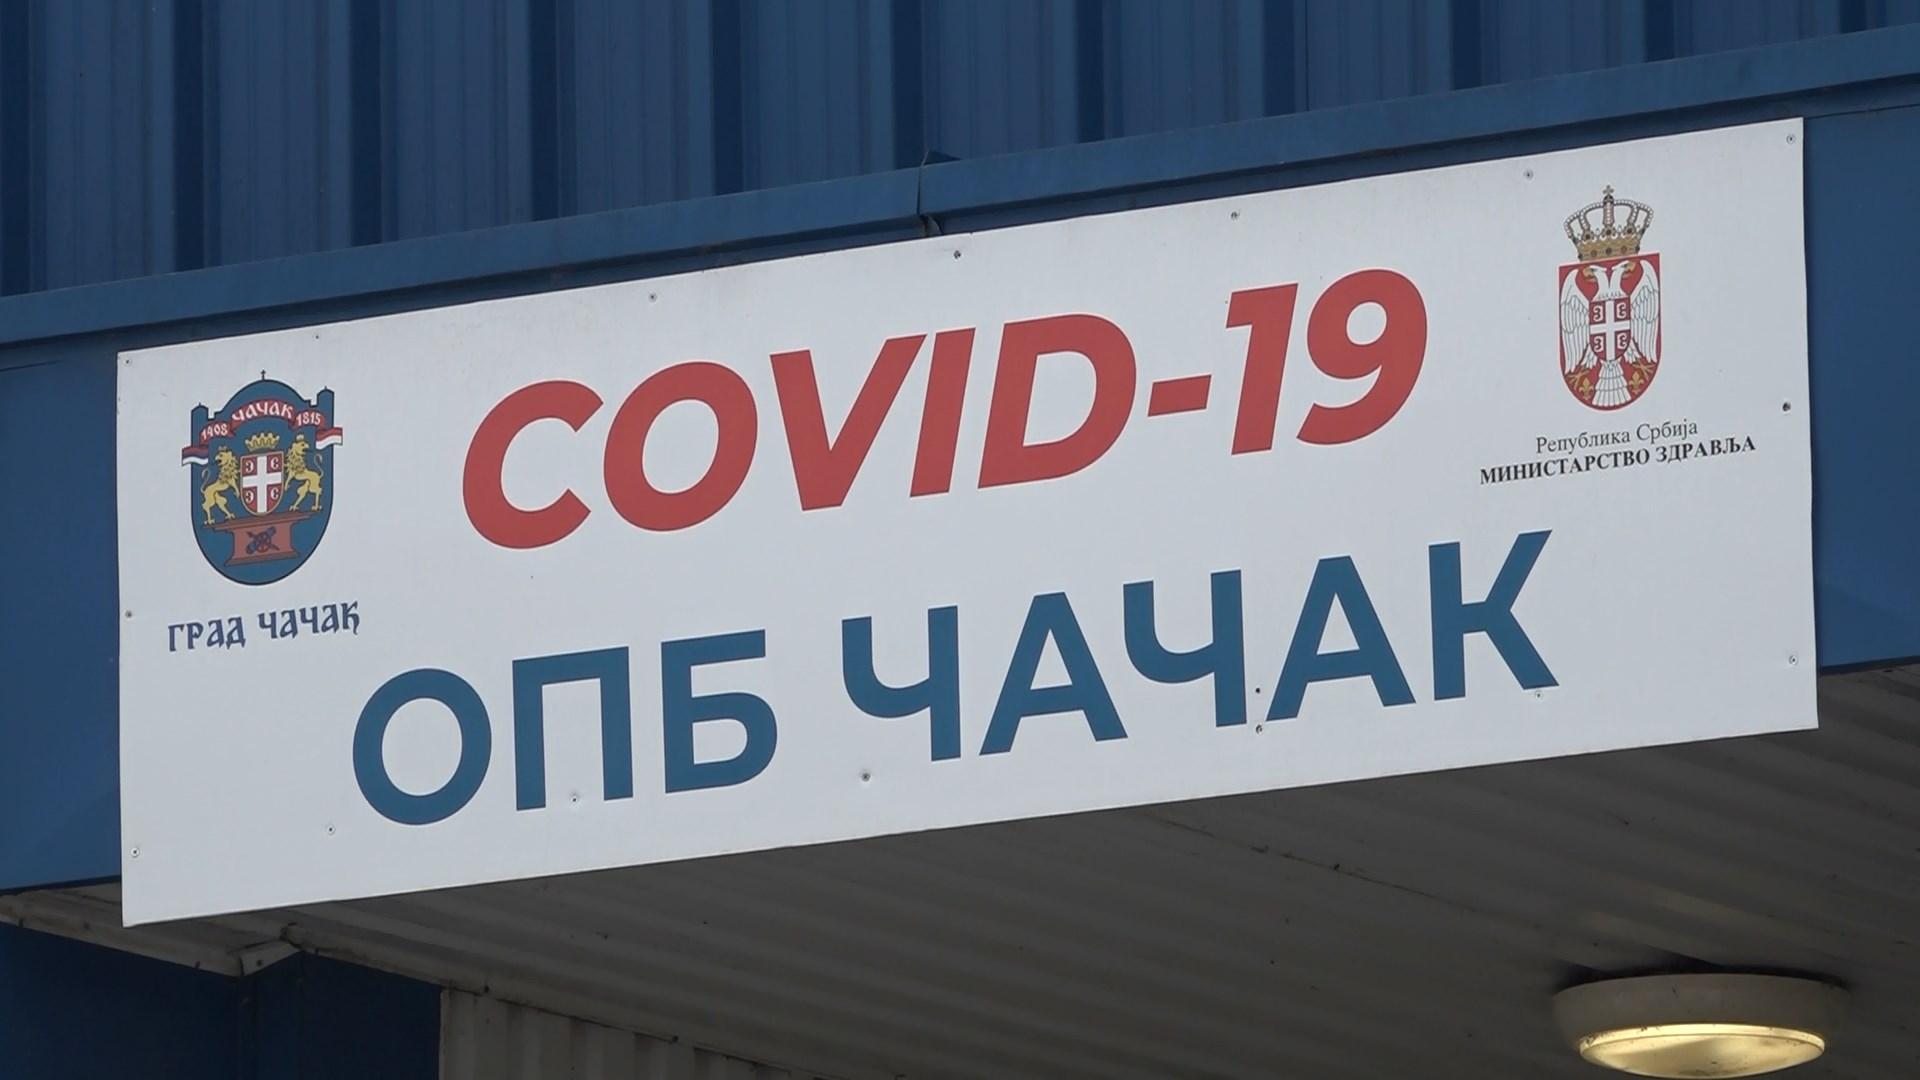 ЧАЧАК
1408 1815
ГРАД ЧАЧАК
COVID-19
ОПБ ЧАЧАК
Република Србија
МИНИСТАРСТВО ЗДРАВЉА